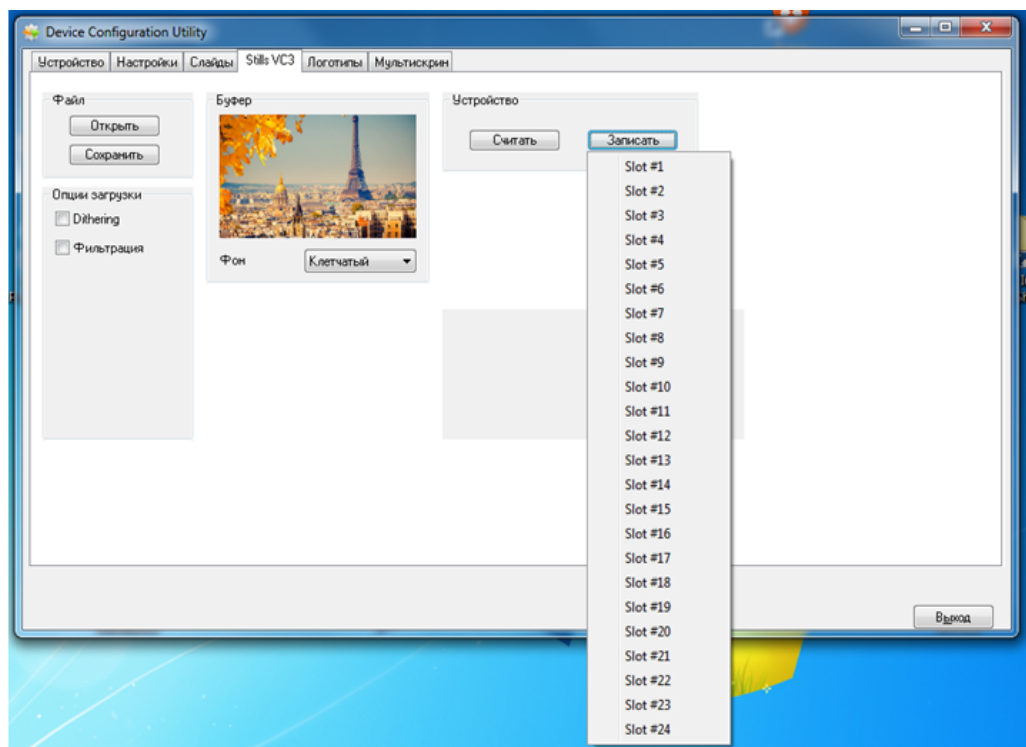 Device Configuration Utility
Устройство Настройки Слайды Stills VC3 Логотипы Мультискрин
Файл
Открыть
Сохранить
Опции загрузки
Dithering
Фильтрация
Буфер
Фон Клетчатый
Устройство
Считать Записать
Slot #1
Slot #2
Slot #3
Slot #4
Slot #5
Slot #6
Slot #7
Slot #8
Slot #9
Slot #10
Slot #11
Slot #12
Slot #13
Slot #14
Slot #15
Slot #16
Slot #17
Slot #18
Slot #19
Slot #20
Slot #21
Slot #22
Slot #23
Slot #24
Выход